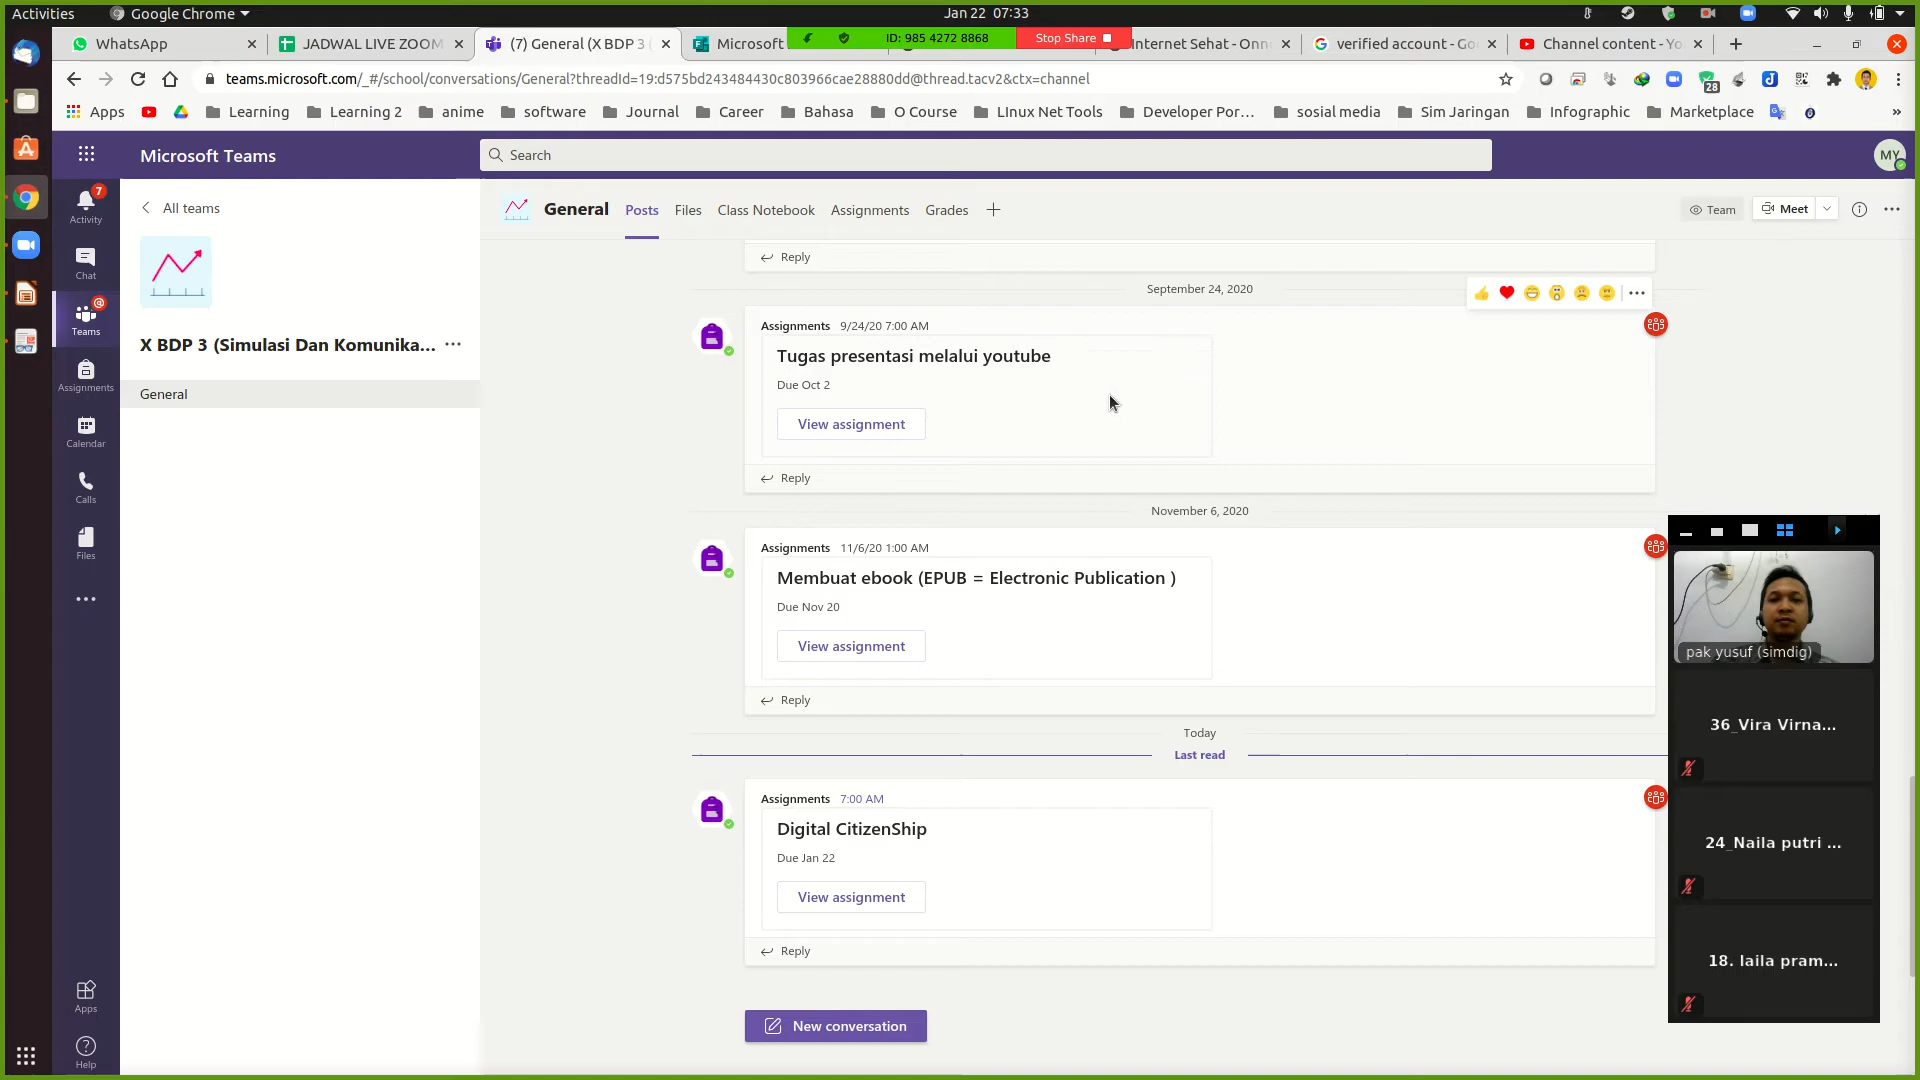 Activities
Google Chrome
Jan 22 07:33
WhatsApp
JADWAL LIVE ZOOM
(7) General (X BDP 3 (
Microsoft
ID: 985 4272 8868
Stop Share
Internet Sehat - Onn
verified account - Go
Channel content - Yo
teams.microsoft.com/_#/school/conversations/General?threadId=19:d575bd243484430c803966cae28880dd@thread.tacv2&ctx=channel
28
Apps
Learning
Learning 2
anime
software
Journal
Career
Bahasa
O Course
LInux Net Tools
Developer Por...
sosial media
Sim Jaringan
Infographic
Marketplace
»
Microsoft Teams
Search
MY
7
Activity
Chat
Teams
Assignments
Calendar
Calls
Files
Apps
Help
All teams
X BDP 3 (Simulasi Dan Komunika...
General
General
Posts
Files
Class Notebook
Assignments
Grades
Team
Meet
Reply
September 24, 2020
Assignments 9/24/20 7:00 AM
Tugas presentasi melalui youtube
Due Oct 2
View assignment
Reply
November 6, 2020
Assignments 11/6/20 1:00 AM
Membuat ebook (EPUB = Electronic Publication )
Due Nov 20
View assignment
Reply
Today
Last read
Assignments 7:00 AM
Digital CitizenShip
Due Jan 22
View assignment
Reply
New conversation
pak yusuf (simdig)
36_Vira Virna...
24_Naila putri ...
18. laila pram...